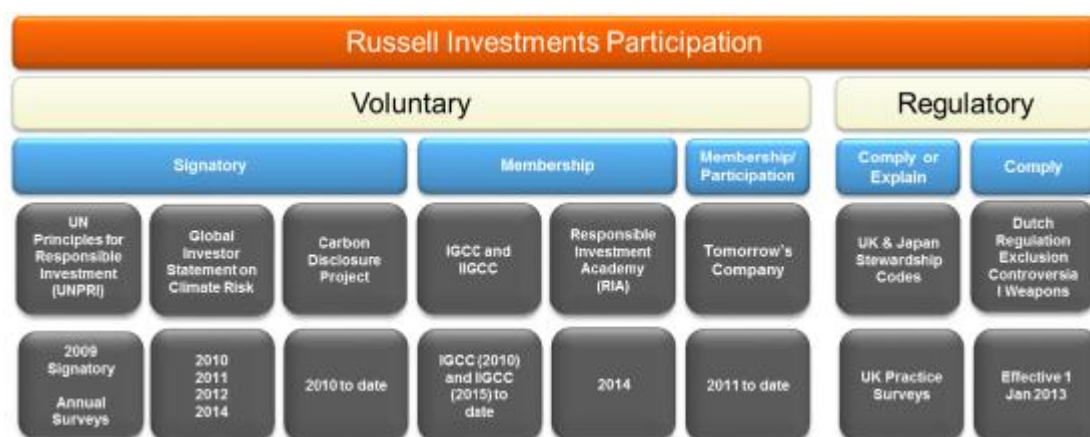 Russell Investments Participation
Voluntary
Regulatory
Signatory
Membership
Membership/
Participation
Comply or
Explain
Comply
UN
Principles for
Responsible
Investment
(UNPRI)
Global
Investor
Statement on
Climate Risk
Carbon
Disclosure
Project
IGCC and
IIGCC
Responsible
Investment
Academy
(RIA)
Tomorrow's
Company
UK & Japan
Stewardship
Codes
Dutch
Regulation
Exclusion
Controversia
l Weapons
2009
Signatory
Annual
Surveys
2010
2011
2012
2014
2010 to date
IGCC (2010)
and IIGCC
(2015) to
date
2014
2011 to date
UK Practice
Surveys
Effective 1
Jan 2013